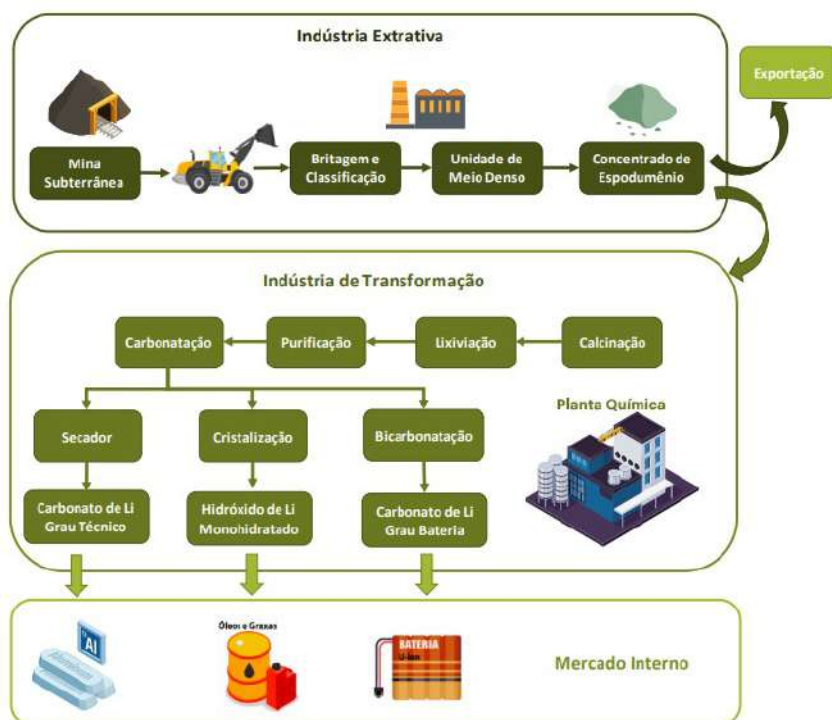 Indústria Extrativa
Exportação
Mina
Subterrânea
Britagem e
Classificação
Unidade de
Meio Denso
Concentrado de
Espodumênio
Indústria de Transformação
Carbonatação
Purificação
Lixiviação
Calcinação
Planta Química
Secador
Cristalização
Bicarbonatação
Carbonato de Li
Grau Técnico
Hidróxido de Li
Monohidratado
Carbonato de Li
Grau Bateria
Al
Óleos e Graxas
BATERIA
Li-íon
Mercado Interno